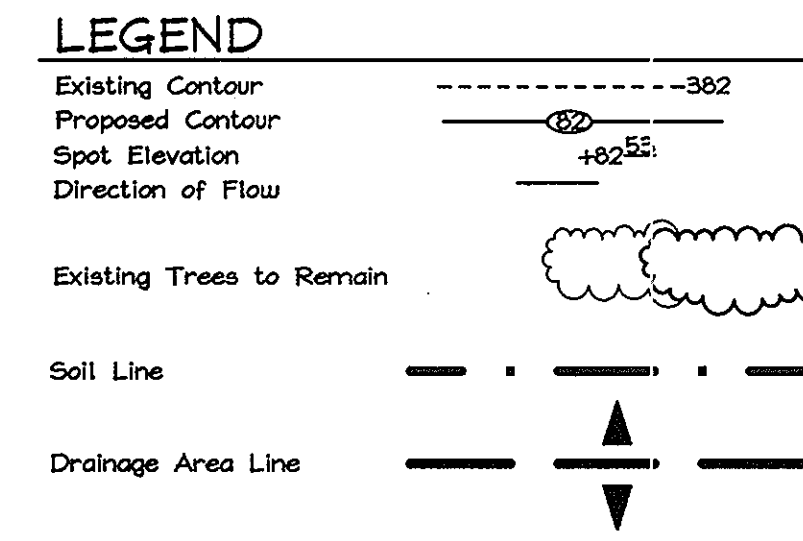 LEGEND
Existing Contour 382
Proposed Contour 82
Spot Elevation +82
Direction of Flow
Existing Trees to Remain
Soil Line
Drainage Area Line